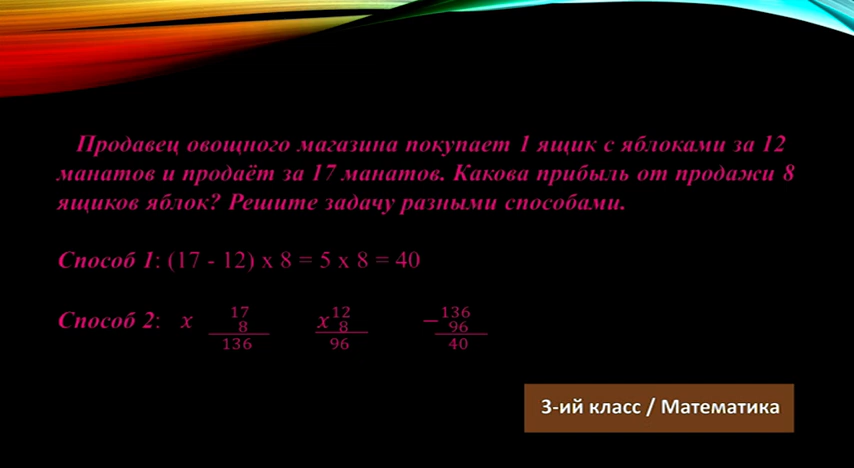 Продавец овощного магазина покупает 1 ящик с яблоками за 12
манатов и продаёт за 17 манатов. Какова прибыль от продажи 8
ящиков яблок? Решите задачу разными способами.
Способ 1: (17 - 12) x 8 = 5 x 8 = 40
Способ 2: x 17 x 12 − 136
8 8 96
136 96 40
3-ий класс / Математика